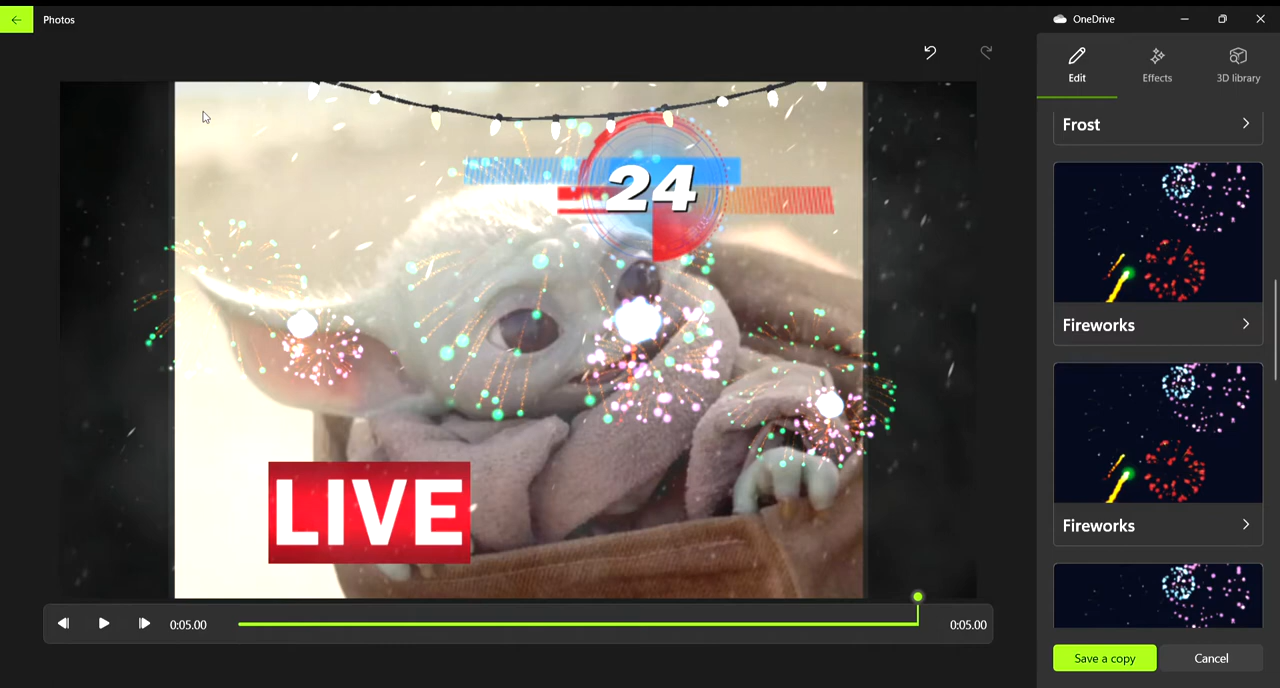 Photos
OneDrive
Edit
Effects
3D library
Frost
24
Fireworks
LIVE
Fireworks
0:05.00
0:05.00
Save a copy
Cancel